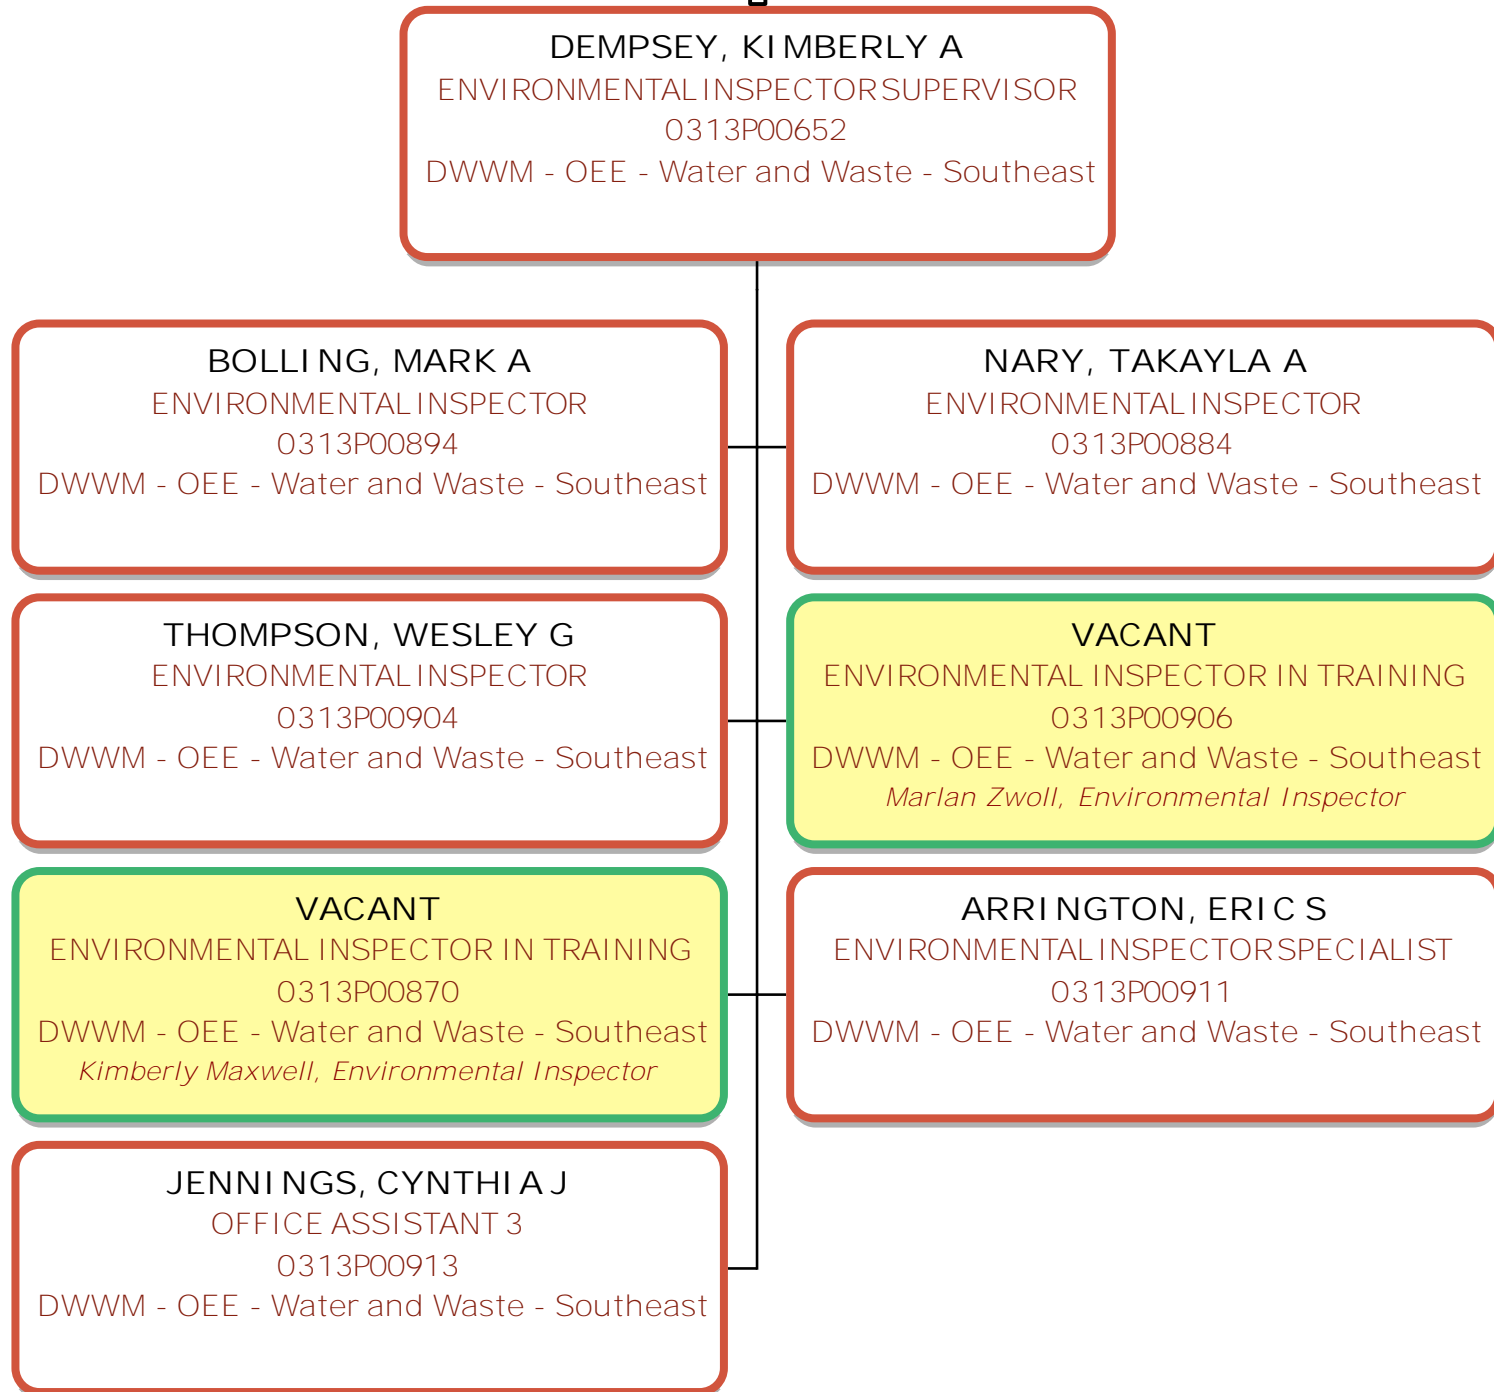 DEMPSEY, KIMBERLY A
ENVIRONMENTAL INSPECTOR SUPERVISOR
0313P00652
DWWM - OEE - Water and Waste - Southeast
BOLLING, MARK A
ENVIRONMENTAL INSPECTOR
0313P00894
DWWM - OEE - Water and Waste - Southeast
NARY, TAKAYLA A
ENVIRONMENTAL INSPECTOR
0313P00884
DWWM - OEE - Water and Waste - Southeast
THOMPSON, WESLEY G
ENVIRONMENTAL INSPECTOR
0313P00904
DWWM - OEE - Water and Waste - Southeast
VACANT
ENVIRONMENTAL INSPECTOR IN TRAINING
0313P00906
DWWM - OEE - Water and Waste - Southeast
Marlan Zwoll, Environmental Inspector
VACANT
ENVIRONMENTAL INSPECTOR IN TRAINING
0313P00870
DWWM - OEE - Water and Waste - Southeast
Kimberly Maxwell, Environmental Inspector
ARRINGTON, ERIC S
ENVIRONMENTAL INSPECTOR SPECIALIST
0313P00911
DWWM - OEE - Water and Waste - Southeast
JENNINGS, CYNTHIA J
OFFICE ASSISTANT 3
0313P00913
DWWM - OEE - Water and Waste - Southeast